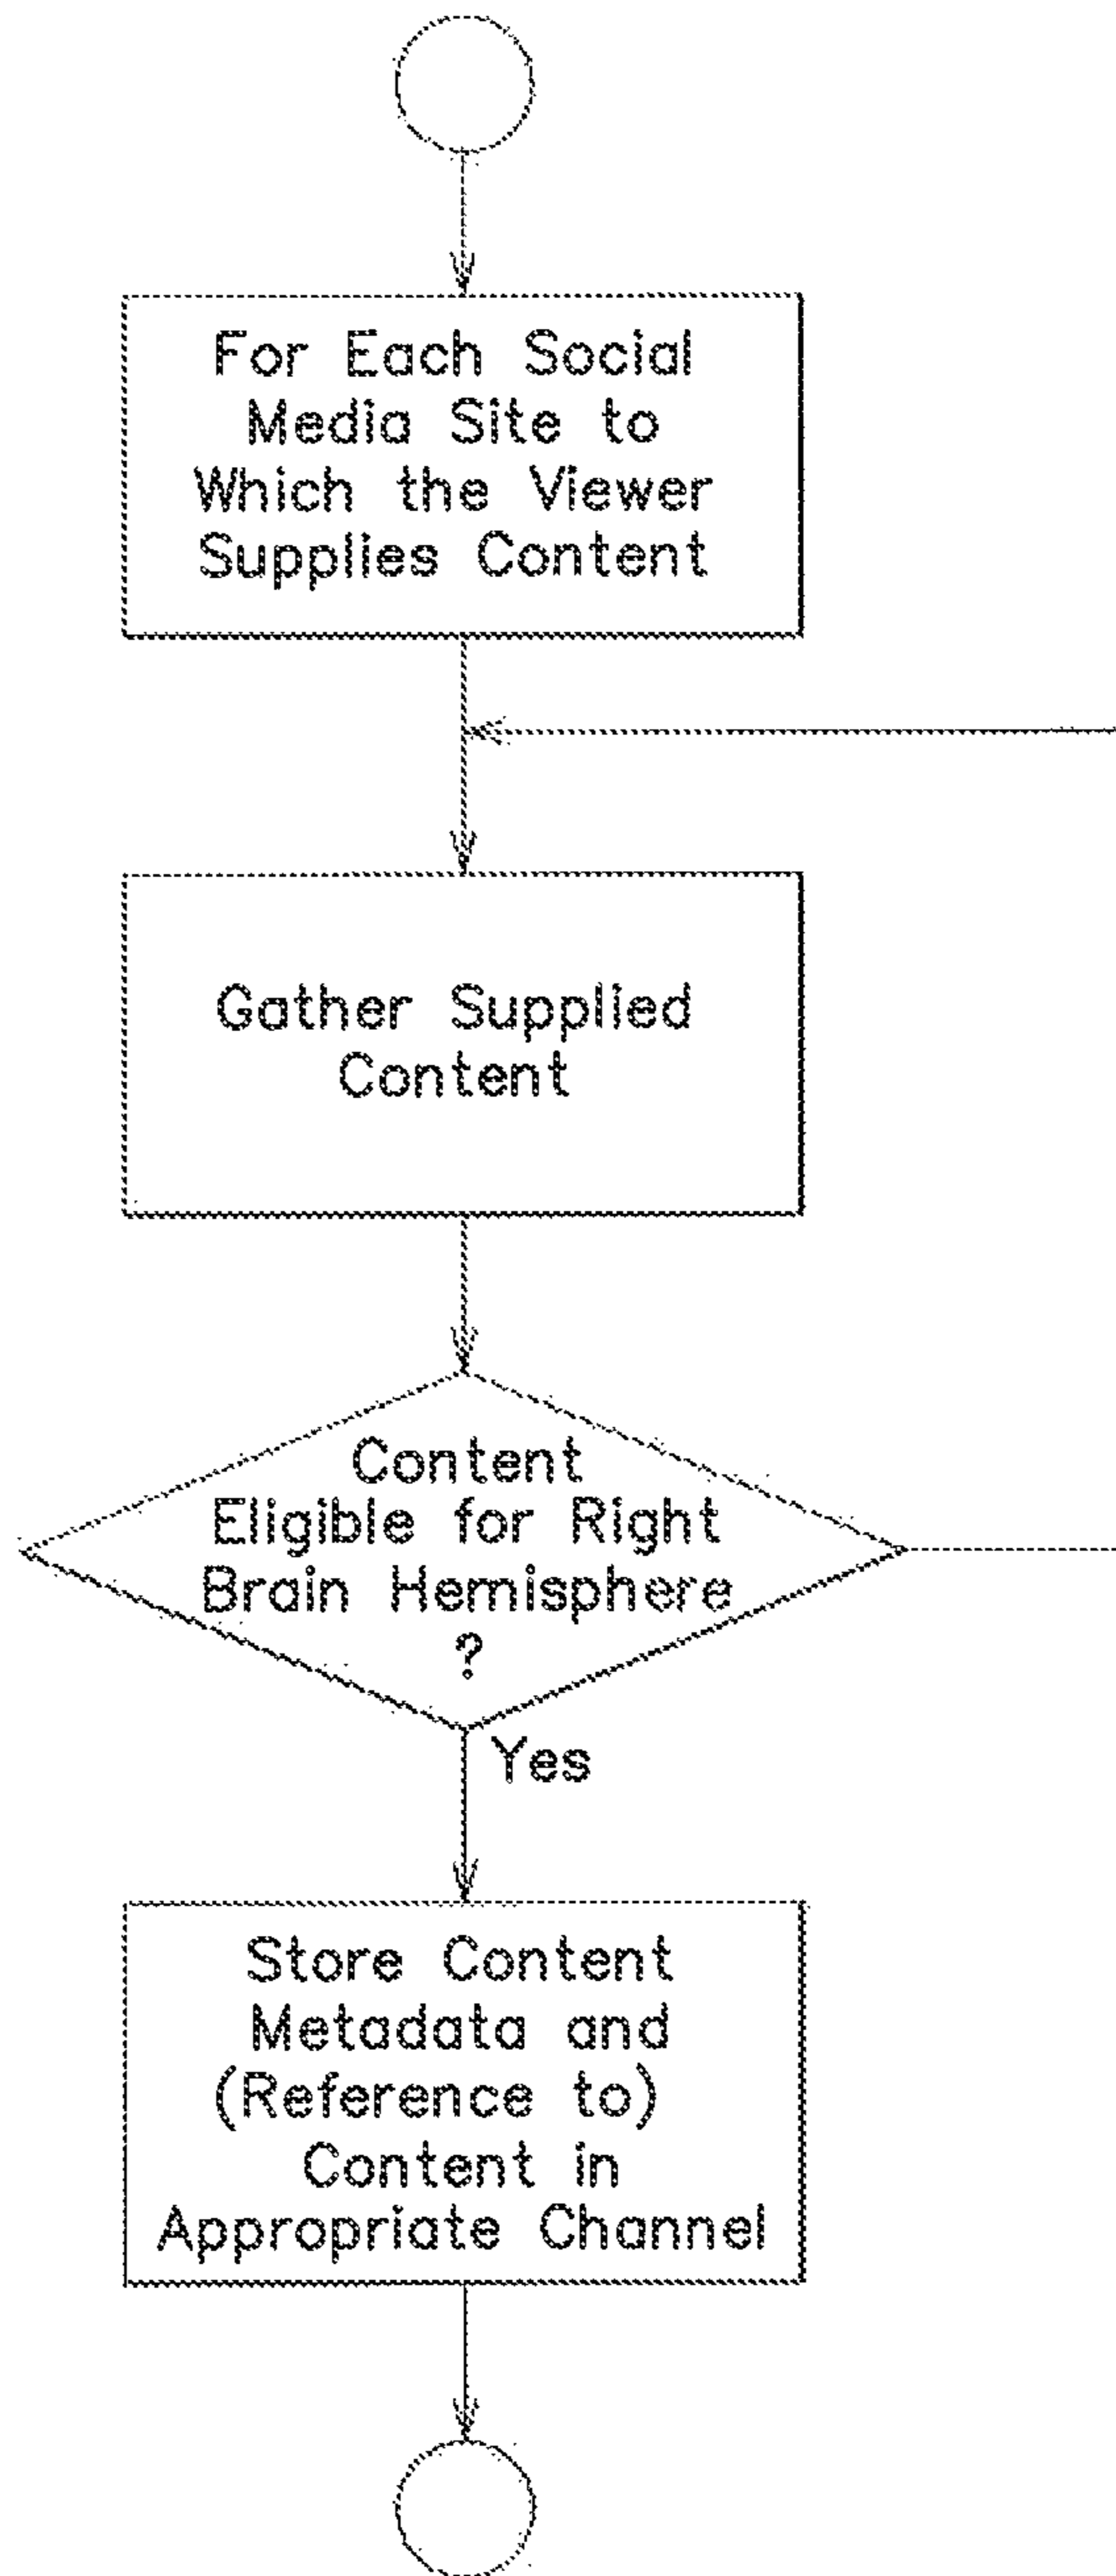 For Each Social
Media Site to
Which the Viewer
Supplies Content
Gather Supplied
Content
Content
Eligible for Right
Brain Hemisphere
?
Yes
Store Content
Metadata and
(Reference to)
Content in
Appropriate Channel